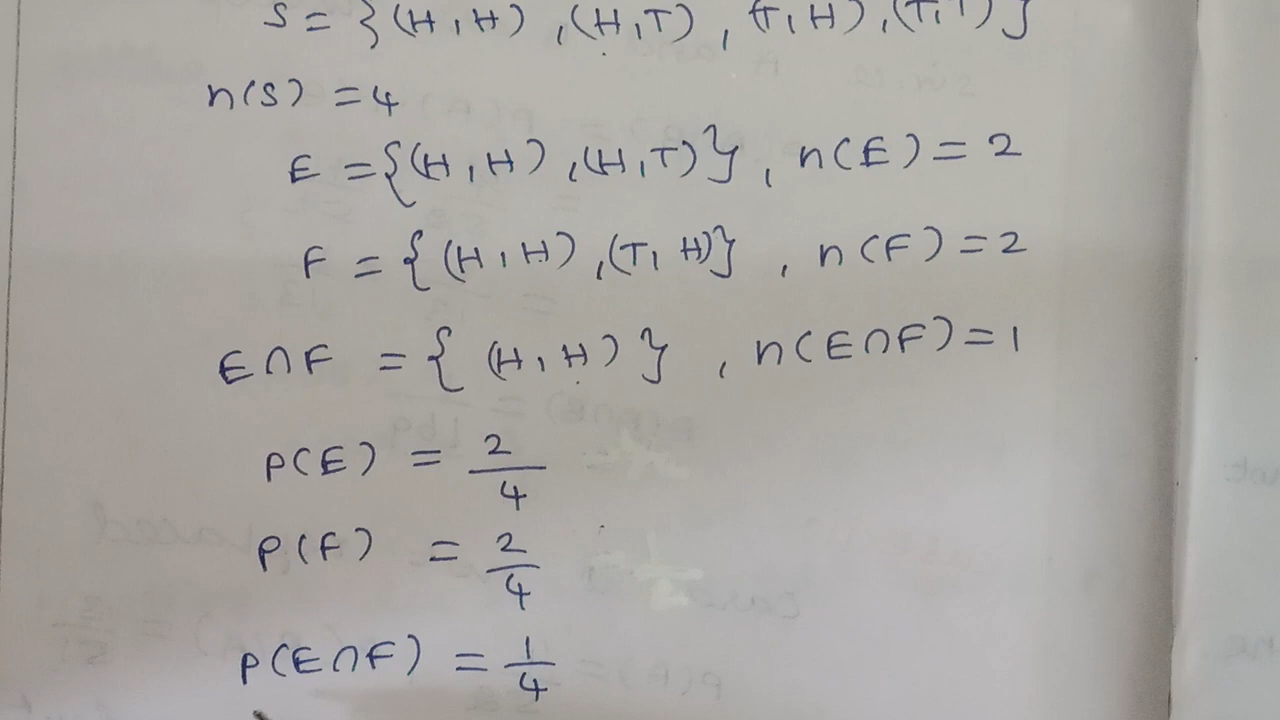 S = {(H,H),(H,T),(T,H),(T,T)}
n(S) = 4
E = {(H,H),(H,T)}, n(E) = 2
F = {(H,H),(T,H)}, n(F) = 2
E∩F = {(H,H)}, n(E∩F) = 1
P(E) = 2/4
P(F) = 2/4
P(E∩F) = 1/4